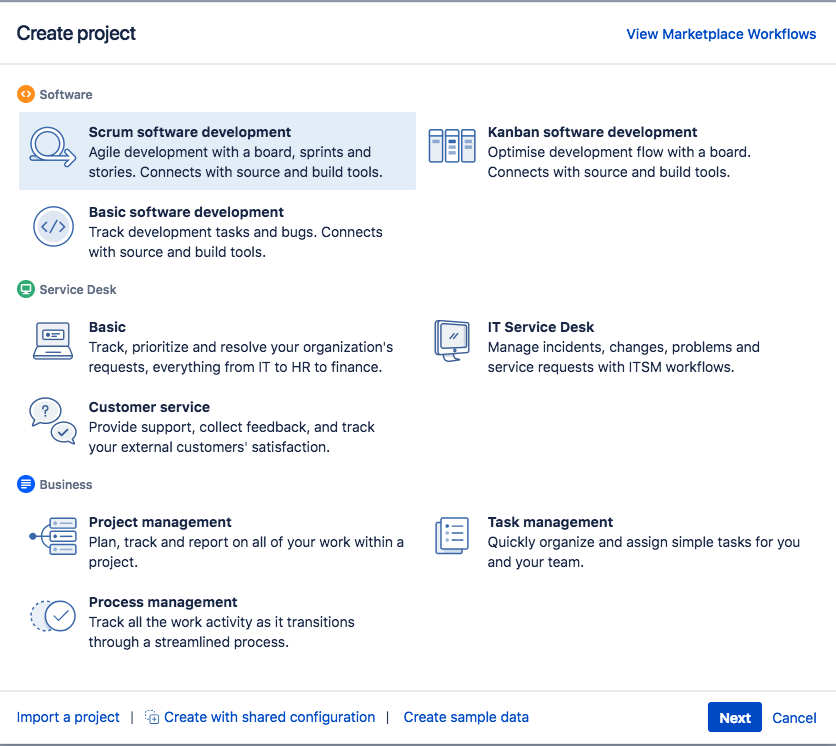 Create project
View Marketplace Workflows
Software
Scrum software development
Agile development with a board, sprints and
stories. Connects with source and build tools.
Kanban software development
Optimise development flow with a board.
Connects with source and build tools.
Basic software development
Track development tasks and bugs. Connects
with source and build tools.
Service Desk
Basic
Track, prioritize and resolve your organization's
requests, everything from IT to HR to finance.
IT Service Desk
Manage incidents, changes, problems and
service requests with ITSM workflows.
Customer service
Provide support, collect feedback, and track
your external customers' satisfaction.
Business
Project management
Plan, track and report on all of your work within a
project.
Task management
Quickly organize and assign simple tasks for you
and your team.
Process management
Track all the work activity as it transitions
through a streamlined process.
Import a project | Create with shared configuration | Create sample data
Next Cancel